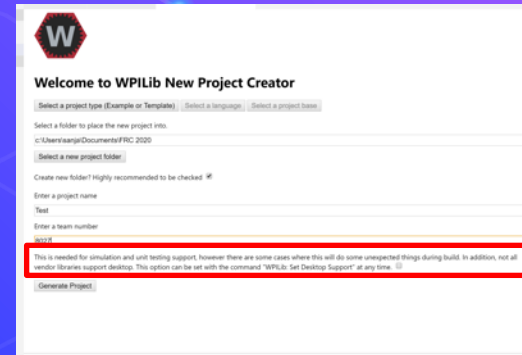 W
Welcome to WPILib New Project Creator
Select a project type (Example or Template) Select a language Select a project base
Select a folder to place the new project into.
c:\Users\sanja\Documents\FRC 2020
Select a new project folder
Create new folder? Highly recommended to be checked
Enter a project name
Test
Enter a team number
This is needed for simulation and unit testing support, however there are some cases where this will do some unexpected things during build. In addition, not all
vendor libraries support desktop. This option can be set with the command "WPILib: Set Desktop Support" at any time.
Generate Project